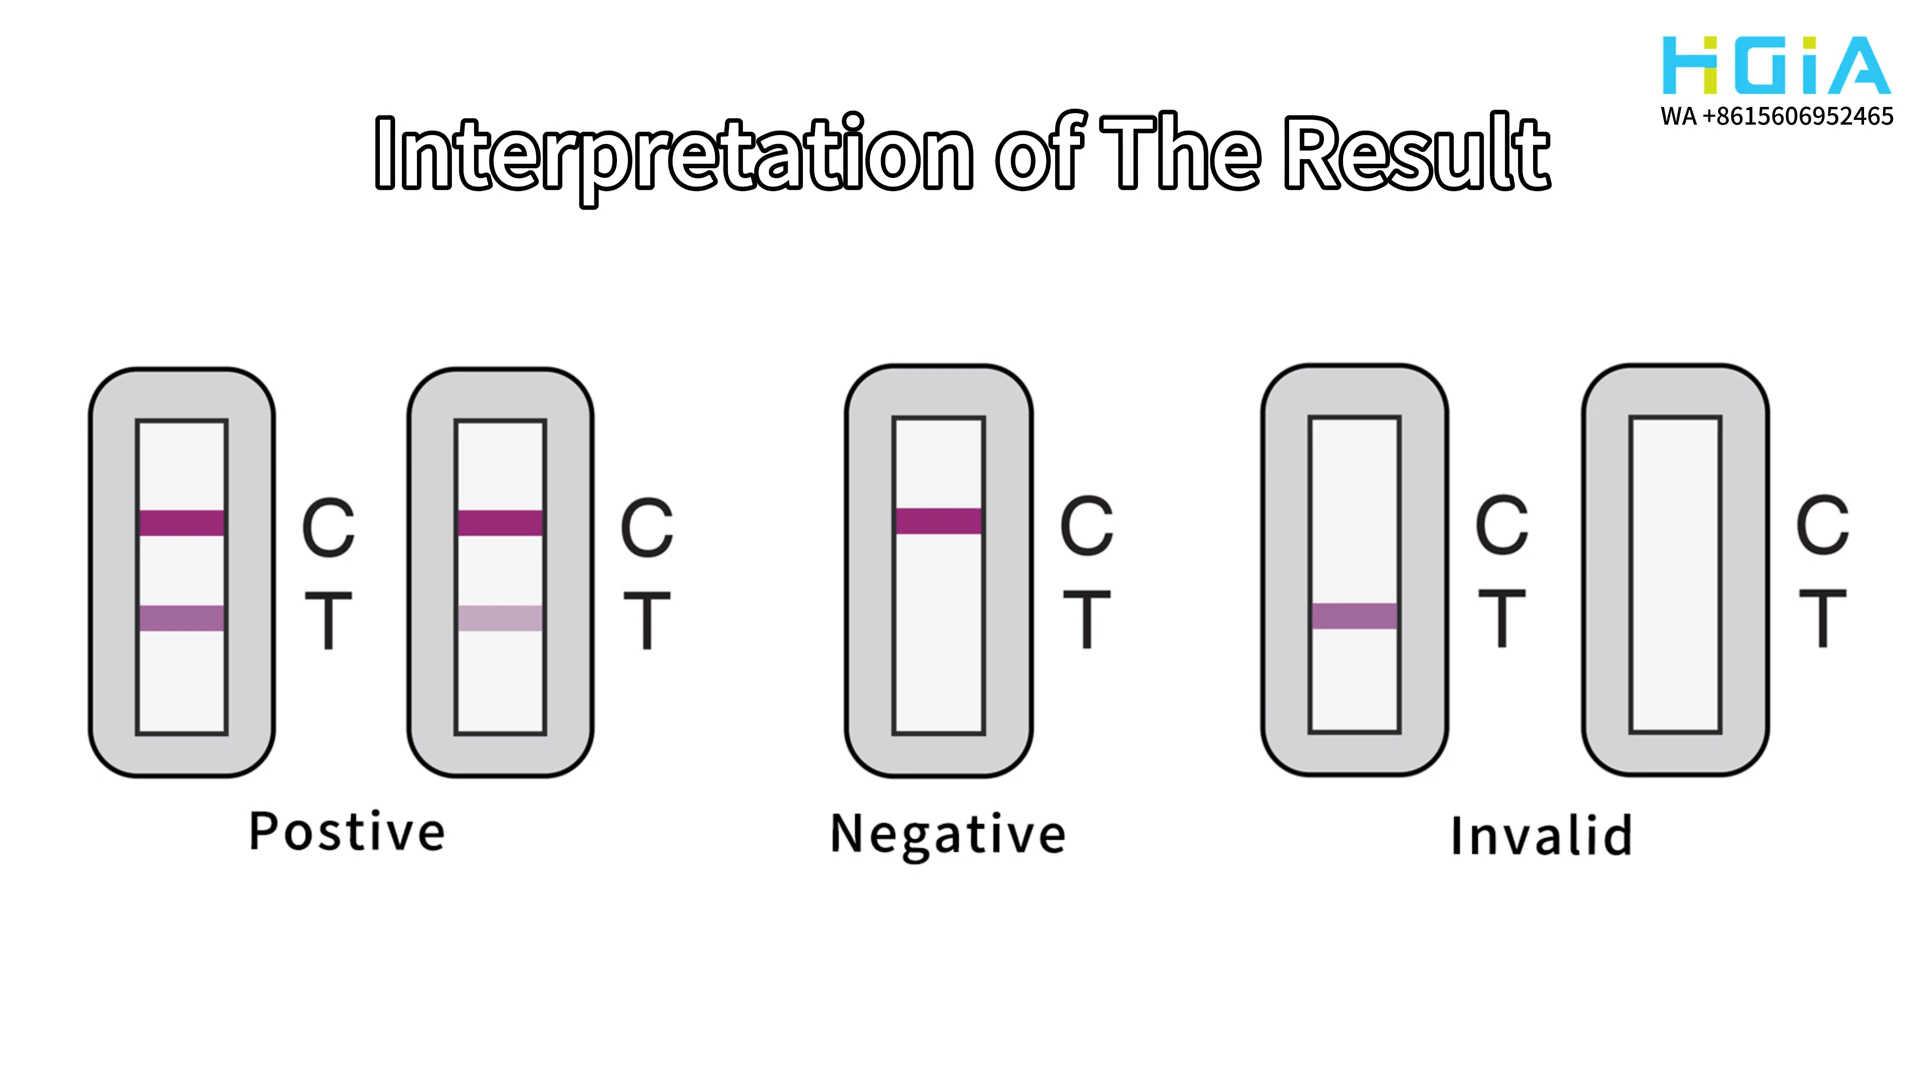 HGiA
WA +8615606952465
Interpretation of The Result
C C C C C
T T T T T
Postive Negative Invalid